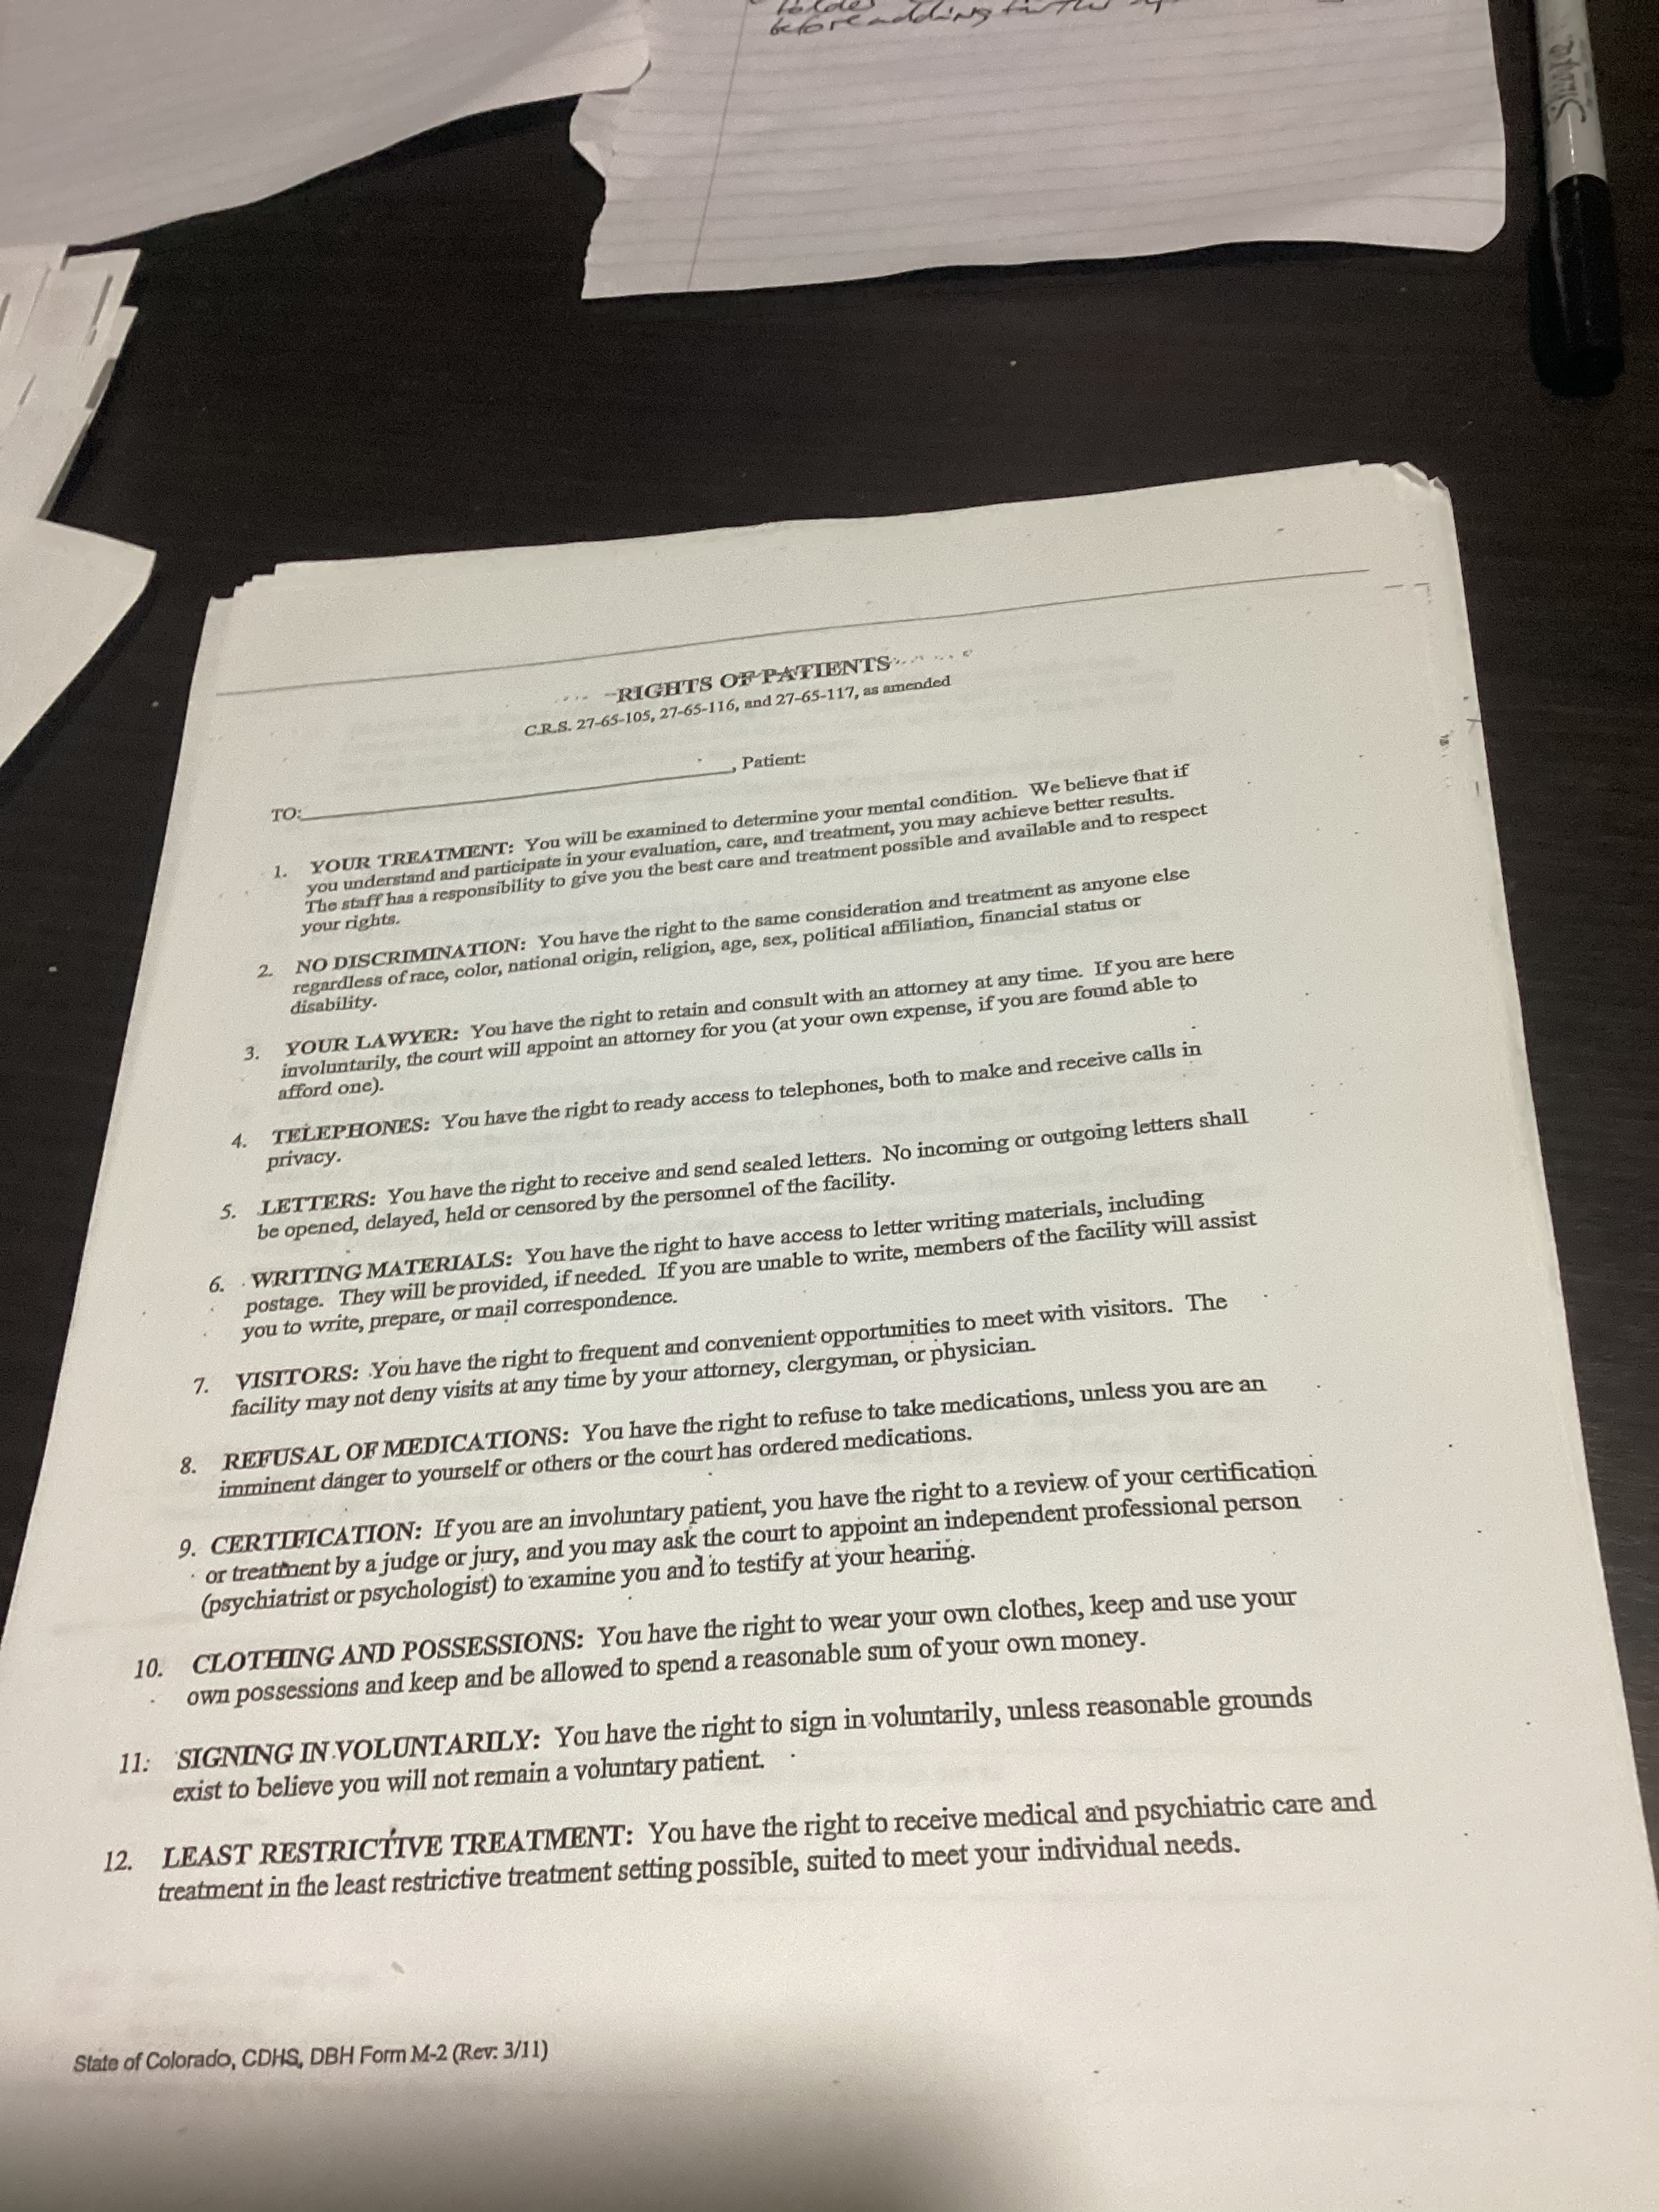 before adding further
Sharpie
RIGHTS OF PATIENTS
C.R.S. 27-65-105, 27-65-116, and 27-65-117, as amended
TO:____________________, Patient:
1. YOUR TREATMENT: You will be examined to determine your mental condition. We believe that if
you understand and participate in your evaluation, care, and treatment, you may achieve better results.
The staff has a responsibility to give you the best care and treatment possible and available and to respect
your rights.
2. NO DISCRIMINATION: You have the right to the same consideration and treatment as anyone else
regardless of race, color, national origin, religion, age, sex, political affiliation, financial status or
disability.
3. YOUR LAWYER: You have the right to retain and consult with an attorney at any time. If you are here
involuntarily, the court will appoint an attorney for you (at your own expense, if you are found able to
afford one).
4. TELEPHONES: You have the right to ready access to telephones, both to make and receive calls in
privacy.
5. LETTERS: You have the right to receive and send sealed letters. No incoming or outgoing letters shall
be opened, delayed, held or censored by the personnel of the facility.
6. WRITING MATERIALS: You have the right to have access to letter writing materials, including
postage. They will be provided, if needed. If you are unable to write, members of the facility will assist
you to write, prepare, or mail correspondence.
7. VISITORS: You have the right to frequent and convenient opportunities to meet with visitors. The
facility may not deny visits at any time by your attorney, clergyman, or physician.
8. REFUSAL OF MEDICATIONS: You have the right to refuse to take medications, unless you are an
imminent danger to yourself or others or the court has ordered medications.
9. CERTIFICATION: If you are an involuntary patient, you have the right to a review of your certification
or treatment by a judge or jury, and you may ask the court to appoint an independent professional person
(psychiatrist or psychologist) to examine you and to testify at your hearing.
10. CLOTHING AND POSSESSIONS: You have the right to wear your own clothes, keep and use your
own possessions and keep and be allowed to spend a reasonable sum of your own money.
11. SIGNING IN VOLUNTARILY: You have the right to sign in voluntarily, unless reasonable grounds
exist to believe you will not remain a voluntary patient.
12. LEAST RESTRICTIVE TREATMENT: You have the right to receive medical and psychiatric care and
treatment in the least restrictive treatment setting possible, suited to meet your individual needs.
State of Colorado, CDHS, DBH Form M-2 (Rev: 3/11)